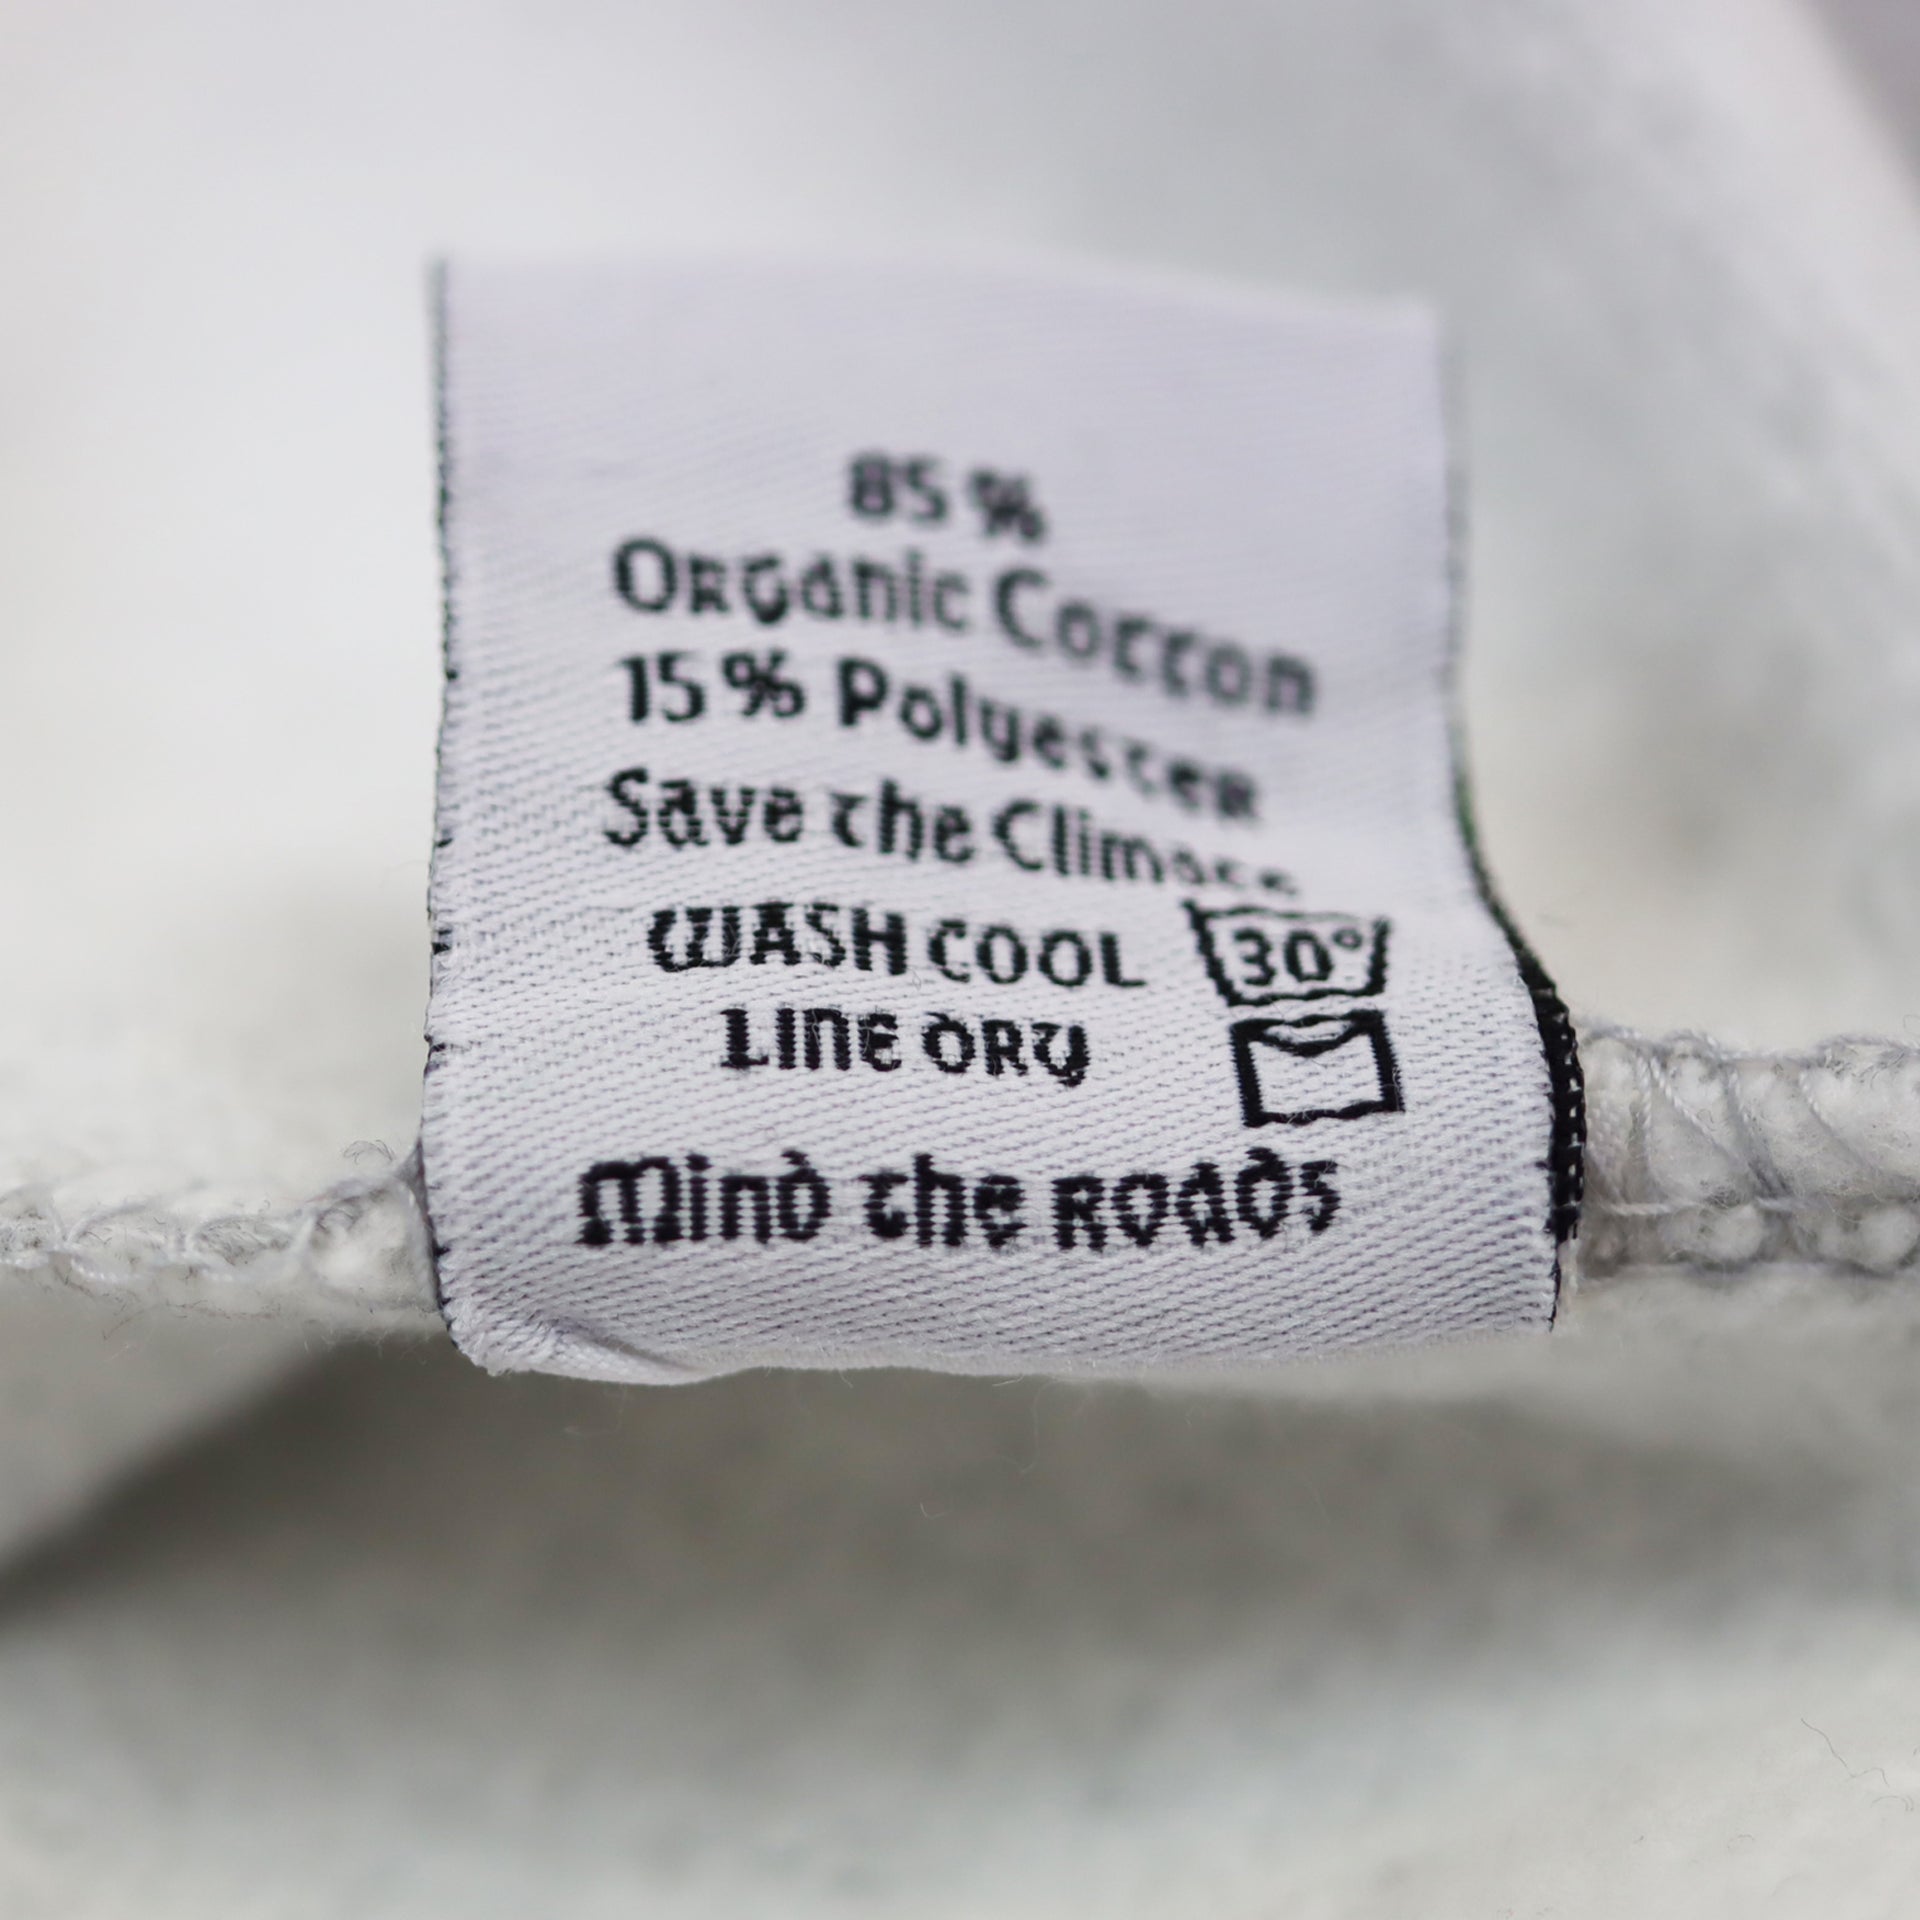 85 %
Organic Cotton
15 % Polyester
Save the Climate
WASH COOL 30°
LINE DRY
Mind the Roads